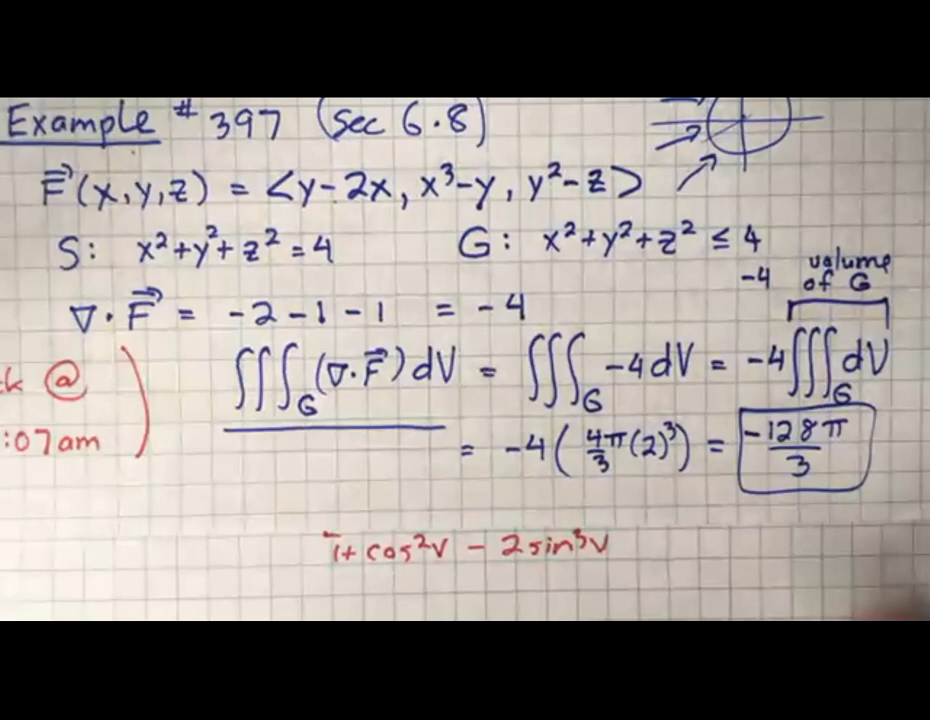 Example # 397 (sec 6.8)
F⃗(x,y,z) = <y-2x, x³-y, y²-z>
S: x²+y²+z² = 4 G: x²+y²+z² ≤ 4
-4 volume of G
∇·F⃗ = -2-1-1 = -4
k @ ∭_G (∇·F⃗) dV = ∭_G -4 dV = -4 ∭_G dV
:07am ) = -4( 4/3 π(2)³) = -128π/3
1+ cos²v - 2sin³v